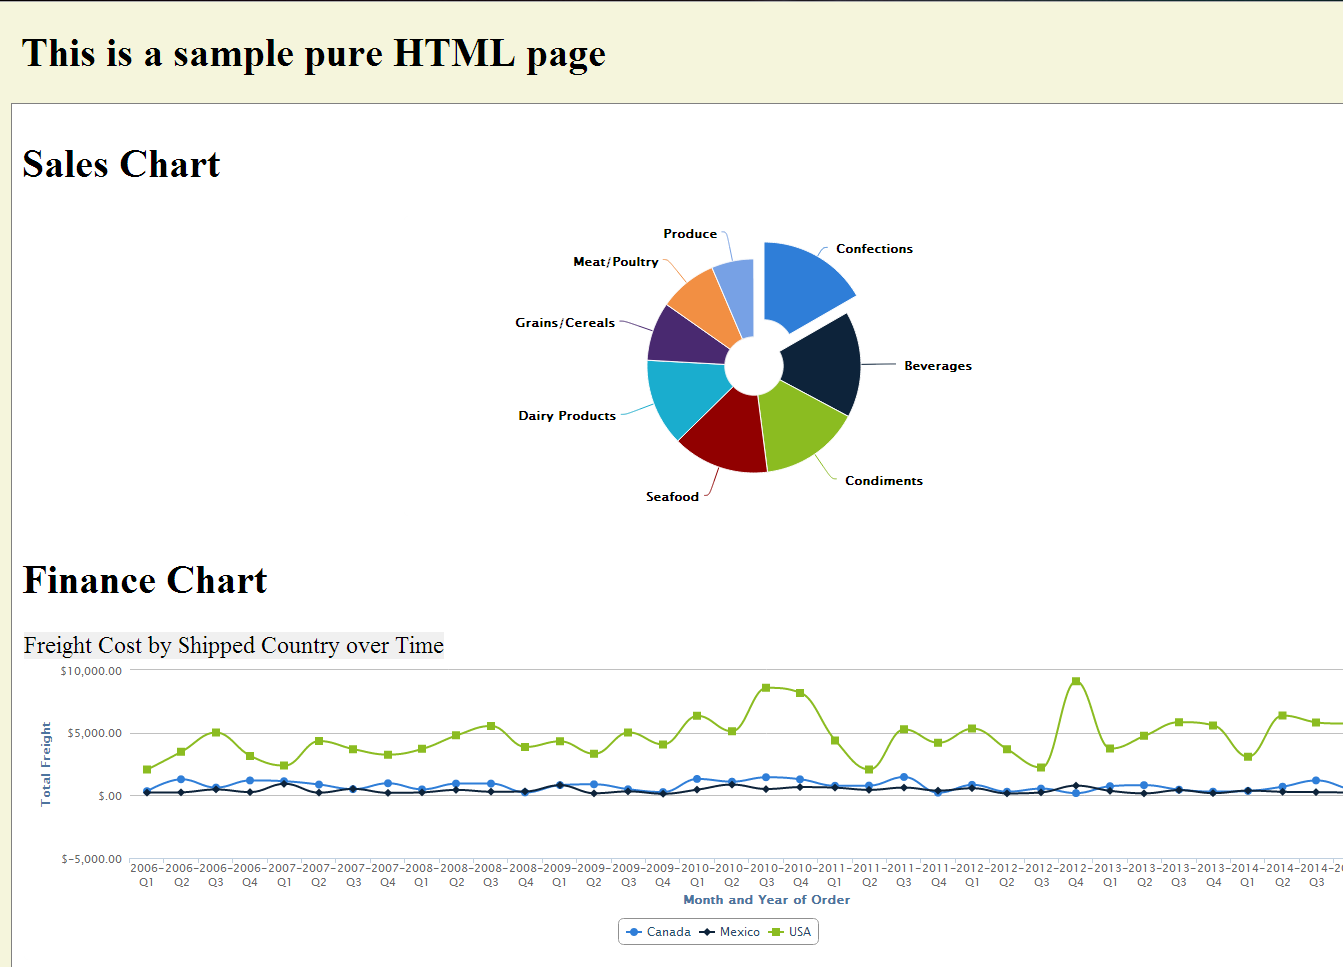 This is a sample pure HTML page
Sales Chart
Produce
Confections
Meat/Poultry
Grains/Cereals
Beverages
Dairy Products
Condiments
Seafood
Finance Chart
Freight Cost by Shipped Country over Time
$10,000.00
$5,000.00
$.00
$-5,000.00
Total Freight
2006-2006-2006-2006-2007-2007-2007-2007-2008-2008-2008-2008-2009-2009-2009-2009-2010-2010-2010-2010-2011-2011-2011-2011-2012-2012-2012-2012-2013-2013-2013-2013-2014-2014-2014-2
Q1 Q2 Q3 Q4 Q1 Q2 Q3 Q4 Q1 Q2 Q3 Q4 Q1 Q2 Q3 Q4 Q1 Q2 Q3 Q4 Q1 Q2 Q3 Q4 Q1 Q2 Q3 Q4 Q1 Q2 Q3 Q4 Q1 Q2 Q3
Month and Year of Order
Canada Mexico USA